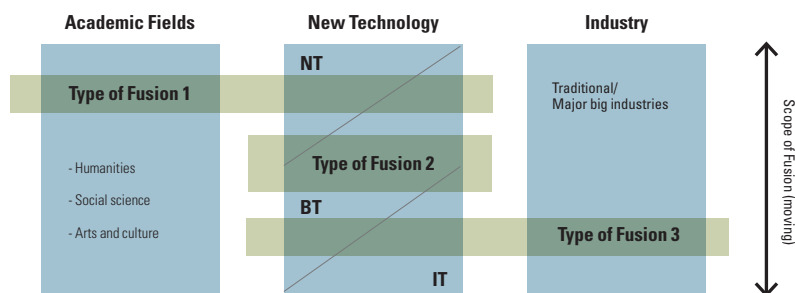 Academic Fields
New Technology
Industry
NT
Type of Fusion 1
Traditional/
Major big industries
- Humanities
- Social science
- Arts and culture
Type of Fusion 2
BT
Type of Fusion 3
IT
Scope of Fusion (moving)